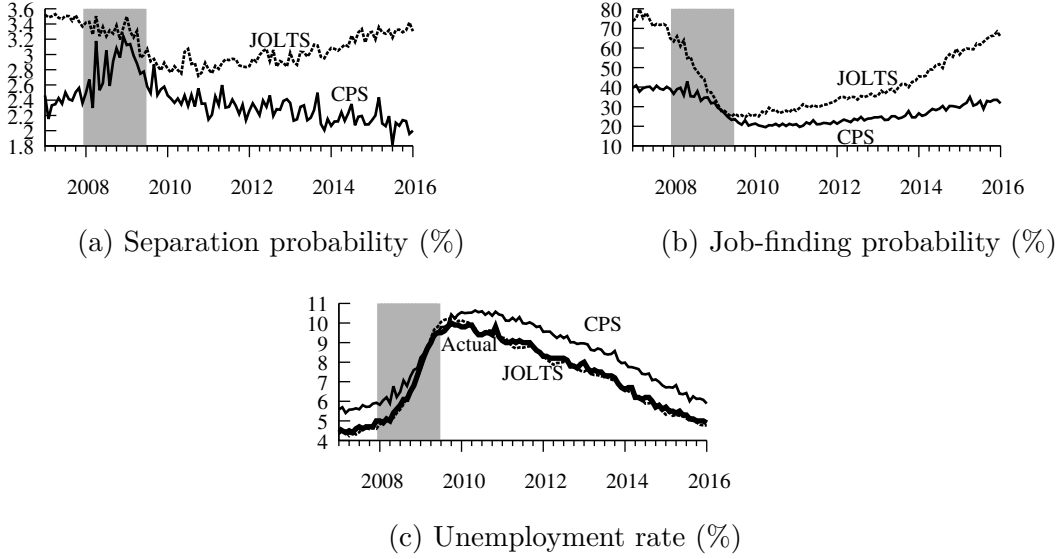 3.6
3.4
3.2
3
2.8
2.6
2.4
2.2
2
1.8
JOLTS
CPS
2008 2010 2012 2014 2016
(a) Separation probability (%)
80
70
60
50
40
30
20
10
JOLTS
CPS
2008 2010 2012 2014 2016
(b) Job-finding probability (%)
11
10
9
8
7
6
5
4
CPS
Actual
JOLTS
2008 2010 2012 2014 2016
(c) Unemployment rate (%)